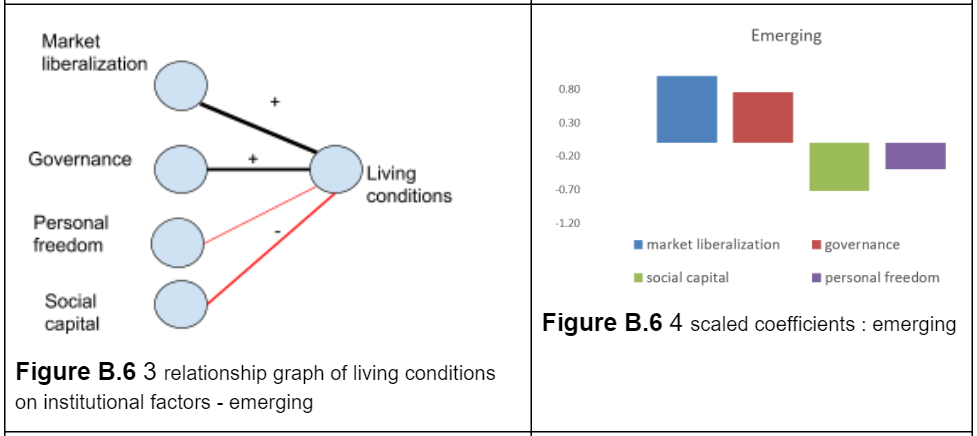 Market
liberalization
+
Governance
+
Living
conditions
Personal
freedom
-
Social
capital
Figure B.6 3 relationship graph of living conditions
on institutional factors - emerging
Emerging
0.80
0.30
-0.20
-0.70
-1.20
market liberalization governance
social capital personal freedom
Figure B.6 4 scaled coefficients : emerging